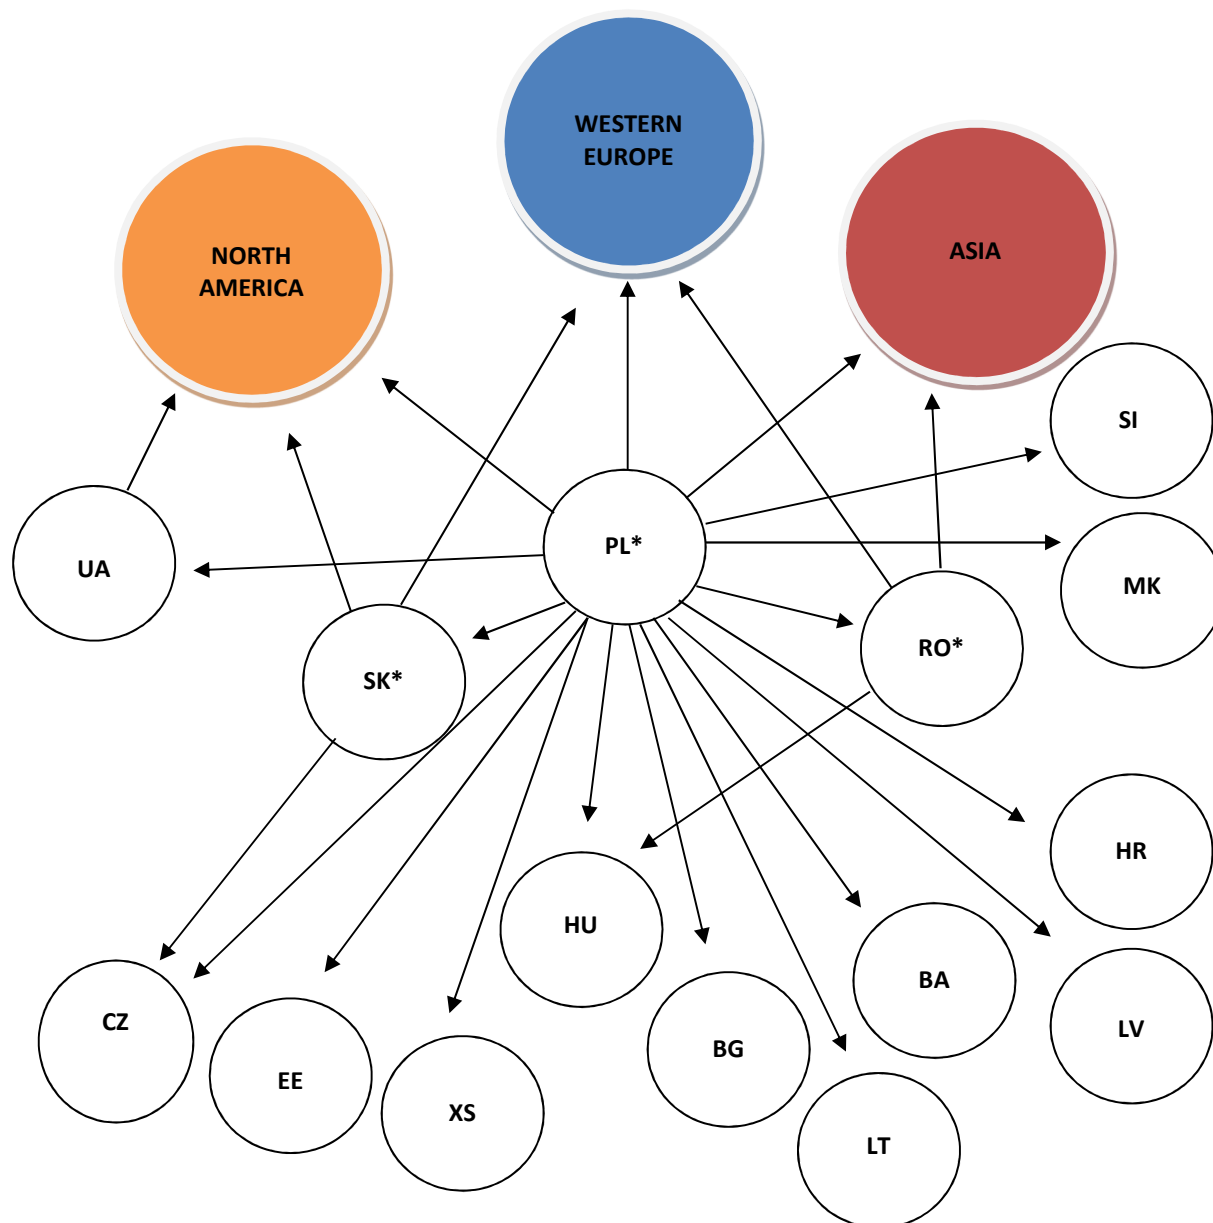 WESTERN
EUROPE
NORTH
AMERICA
ASIA
SI
PL*
UA
MK
RO*
SK*
HR
HU
BA
CZ
LV
BG
EE
XS
LT